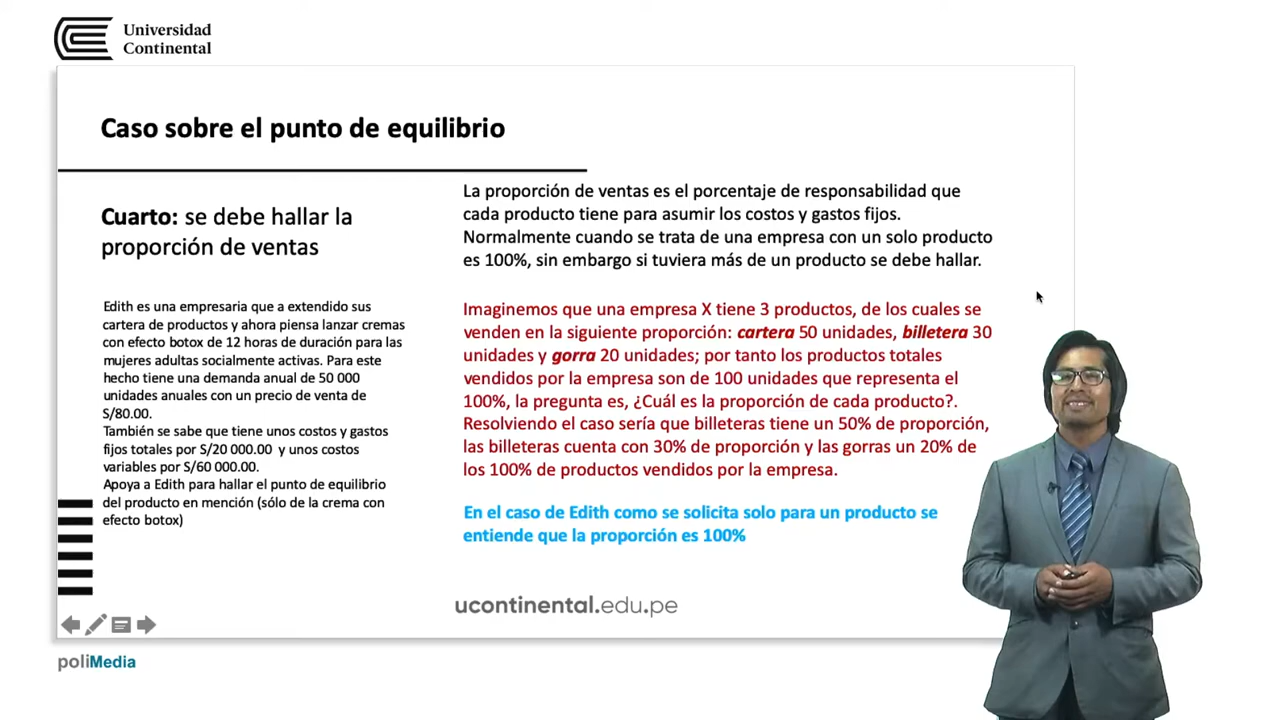 Universidad
Continental
Caso sobre el punto de equilibrio
Cuarto: se debe hallar la
proporción de ventas
Edith es una empresaria que a extendido sus
cartera de productos y ahora piensa lanzar cremas
con efecto botox de 12 horas de duración para las
mujeres adultas socialmente activas. Para este
hecho tiene una demanda anual de 50 000
unidades anuales con un precio de venta de
S/80.00.
También se sabe que tiene unos costos y gastos
fijos totales por S/20 000.00 y unos costos
variables por S/60 000.00.
Apoya a Edith para hallar el punto de equilibrio
del producto en mención (sólo de la crema con
efecto botox)
La proporción de ventas es el porcentaje de responsabilidad que
cada producto tiene para asumir los costos y gastos fijos.
Normalmente cuando se trata de una empresa con un solo producto
es 100%, sin embargo si tuviera más de un producto se debe hallar.
Imaginemos que una empresa X tiene 3 productos, de los cuales se
venden en la siguiente proporción: cartera 50 unidades, billetera 30
unidades y gorra 20 unidades; por tanto los productos totales
vendidos por la empresa son de 100 unidades que representa el
100%, la pregunta es, ¿Cuál es la proporción de cada producto?.
Resolviendo el caso sería que billeteras tiene un 50% de proporción,
las billeteras cuenta con 30% de proporción y las gorras un 20% de
los 100% de productos vendidos por la empresa.
En el caso de Edith como se solicita solo para un producto se
entiende que la proporción es 100%
ucontinental.edu.pe
poliMedia